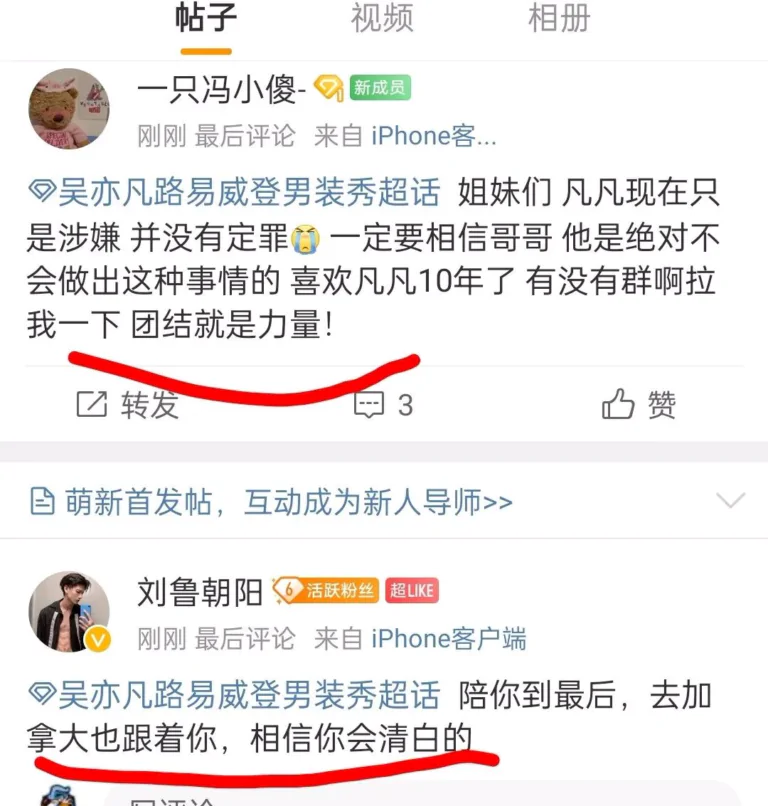 帖子 视频 相册
一只冯小傻- 新成员
刚刚 最后评论 来自 iPhone客...
吴亦凡路易威登男装秀超话 姐妹们 凡凡现在只
是涉嫌 并没有定罪😭 一定要相信哥哥 他是绝对不
会做出这种事情的 喜欢凡凡10年了 有没有群啊拉
我一下 团结就是力量!
转发 3 赞
萌新首发帖，互动成为新人导师>>
刘鲁朝阳 6 活跃粉丝 超LIKE
刚刚 最后评论 来自 iPhone客户端
吴亦凡路易威登男装秀超话 陪你到最后，去加
拿大也跟着你，相信你会清白的